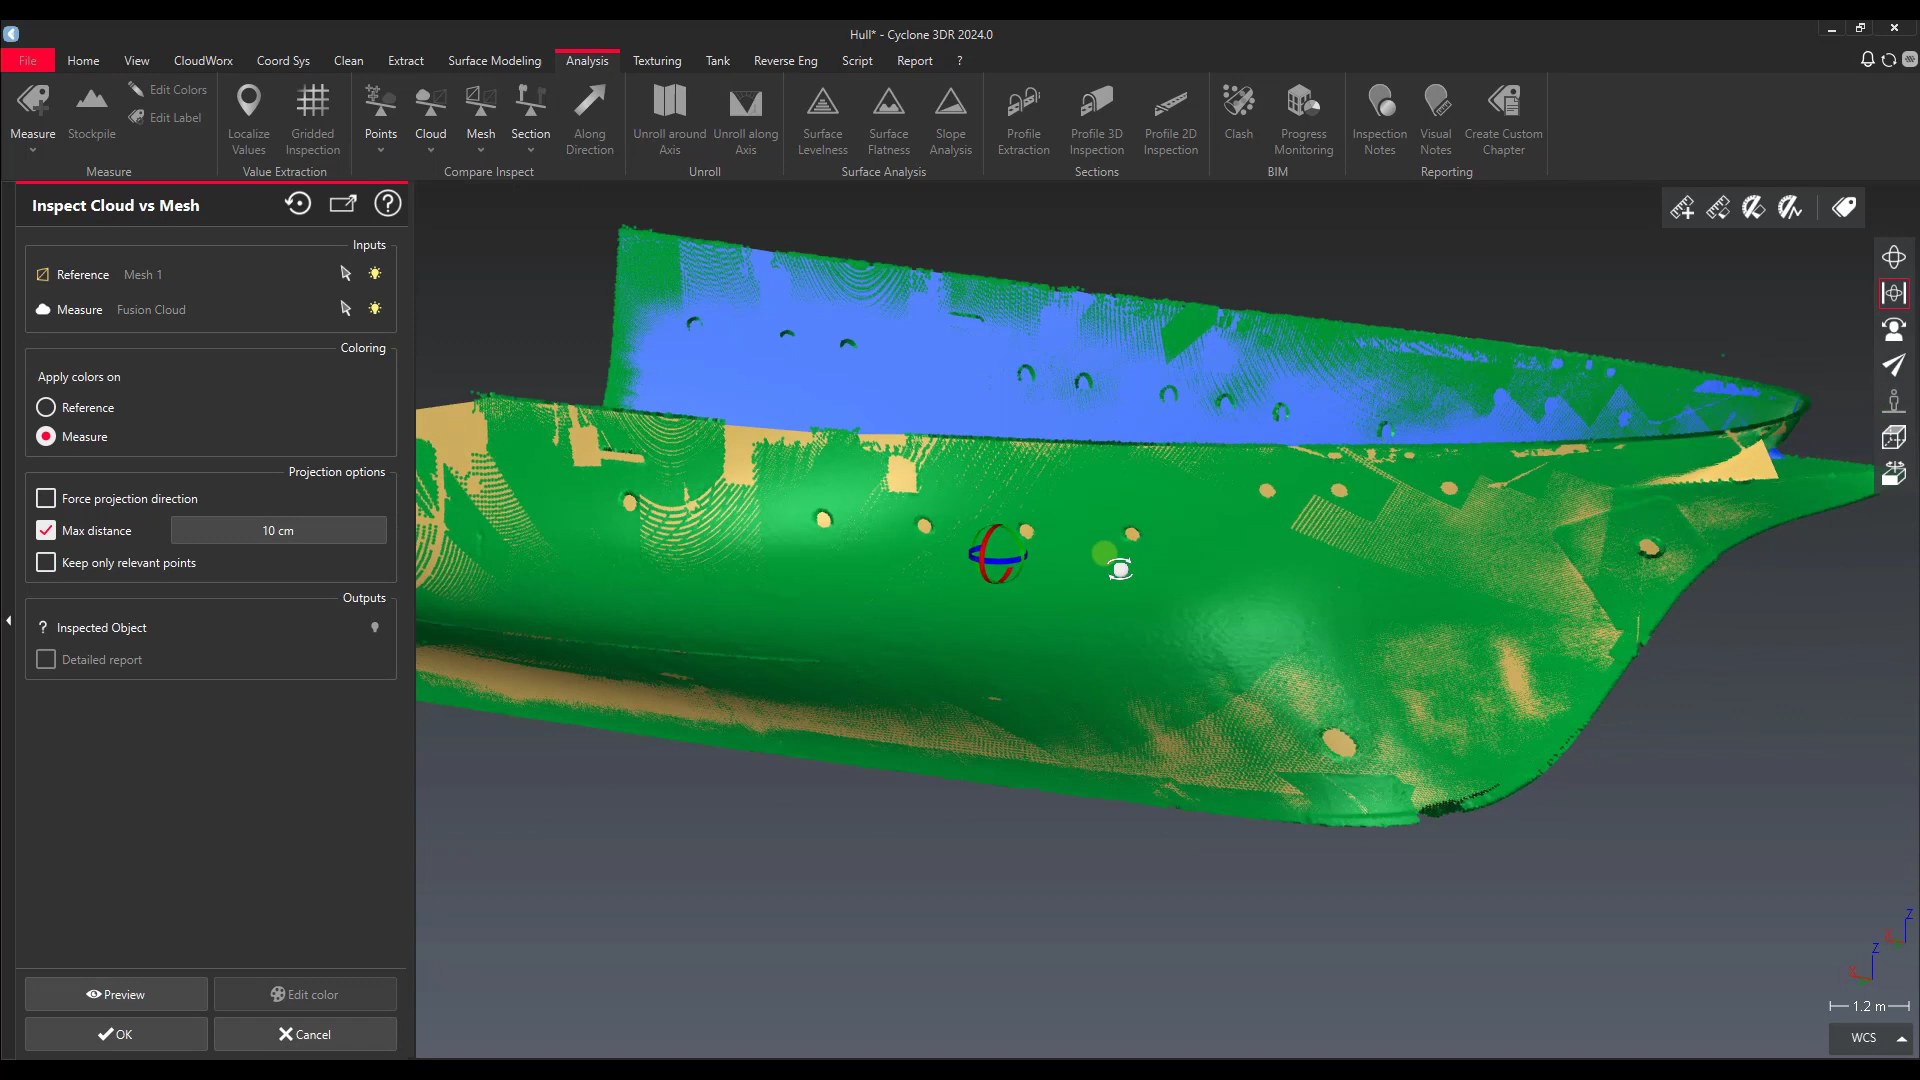 Hull* - Cyclone 3DR 2024.0
File Home View CloudWorx Coord Sys Clean Extract Surface Modeling Analysis Texturing Tank Reverse Eng Script Report ?
Measure
Stockpile
Edit Colors
Edit Label
Measure
Localize Values
Gridded Inspection
Value Extraction
Points
Cloud
Mesh
Section
Along Direction
Compare Inspect
Unroll around Axis
Unroll along Axis
Unroll
Surface Levelness
Surface Flatness
Slope Analysis
Surface Analysis
Profile Extraction
Profile 3D Inspection
Profile 2D Inspection
Sections
Clash
Progress Monitoring
BIM
Inspection Notes
Visual Notes
Create Custom Chapter
Reporting
Inspect Cloud vs Mesh
Inputs
Reference Mesh 1
Measure Fusion Cloud
Coloring
Apply colors on
Reference
Measure
Projection options
Force projection direction
Max distance 10 cm
Keep only relevant points
Outputs
? Inspected Object
Detailed report
Preview
Edit color
OK
Cancel
Z
X
Z
X
1.2 m
WCS